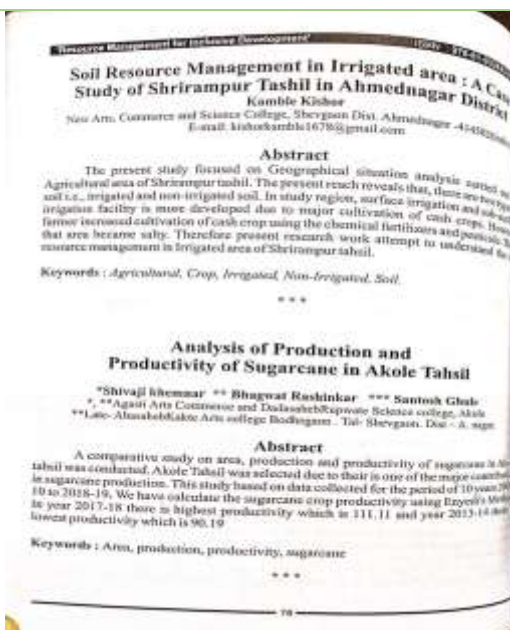 "Resource Management for Inclusive Development"
Soil Resource Management in Irrigated area : A Case
Study of Shrirampur Tashil in Ahmednagar District
Kamble Kishor
New Arts, Commerce and Science College, Shevgaon Dist. Ahmednagar
E-mail: kishorkamble1678@gmail.com
Abstract
The present study focused on Geographical situation analysis carried out
Agricultural area of Shrirampur tashil. The present reach reveals that, there are two
soil i.e., irrigated and non-irrigated soil. In study region, surface irrigation and
irrigation facility is more developed due to major cultivation of cash crops.
farmer increased cultivation of cash crop using the chemical and
that area became salty. Therefore present research work attempt to understand the
resource management in Irrigated area of Shrirampur tahsil.
Keywords : Agricultural, Crop, Irrigated, Non-Irrigated, Soil.
* * *
Analysis of Production and
Productivity of Sugarcane in Akole Tahsil
*Shivaji ** Bhagwat Rashinkar *** Santosh
*, **Agasti Arts Commerce and Science college, Akole
Arts college Bodhegaon . Tal- Shevgaon. Dist - A. nagar
Abstract
A comparative study on area, production and productivity of sugarcane in
tahsil was conducted. Akole Tahsil was selected due to their is one of the major
in sugarcane production. This study based on data collected for the period of 10 years
10 to 2018-19. We have calculate the sugarcane crop productivity using
In year 2017-18 there is highest productivity which is 111.11 and year 2013-14
lowest productivity which is 90.19
Keywords : Area, production, productivity, sugarcane
* * *